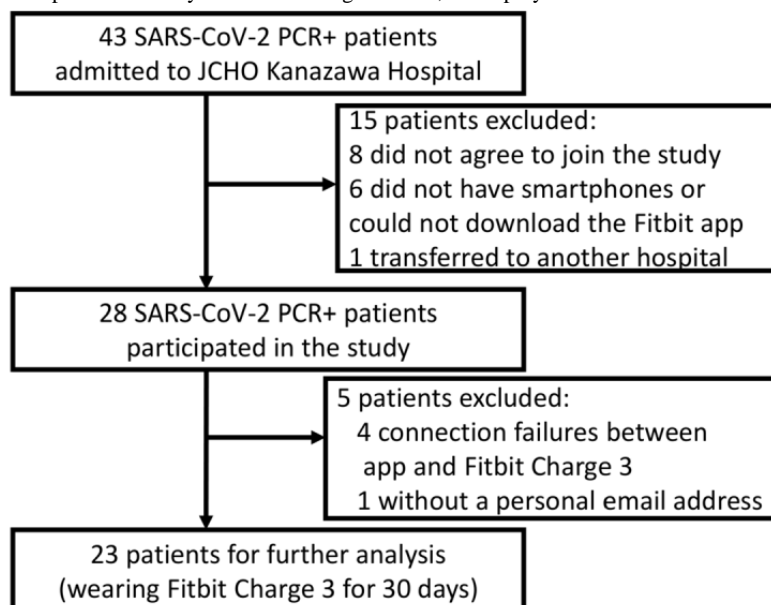 43 SARS-CoV-2 PCR+ patients
admitted to JCHO Kanazawa Hospital
15 patients excluded:
8 did not agree to join the study
6 did not have smartphones or
could not download the Fitbit app
1 transferred to another hospital
28 SARS-CoV-2 PCR+ patients
participated in the study
5 patients excluded:
4 connection failures between
app and Fitbit Charge 3
1 without a personal email address
23 patients for further analysis
(wearing Fitbit Charge 3 for 30 days)